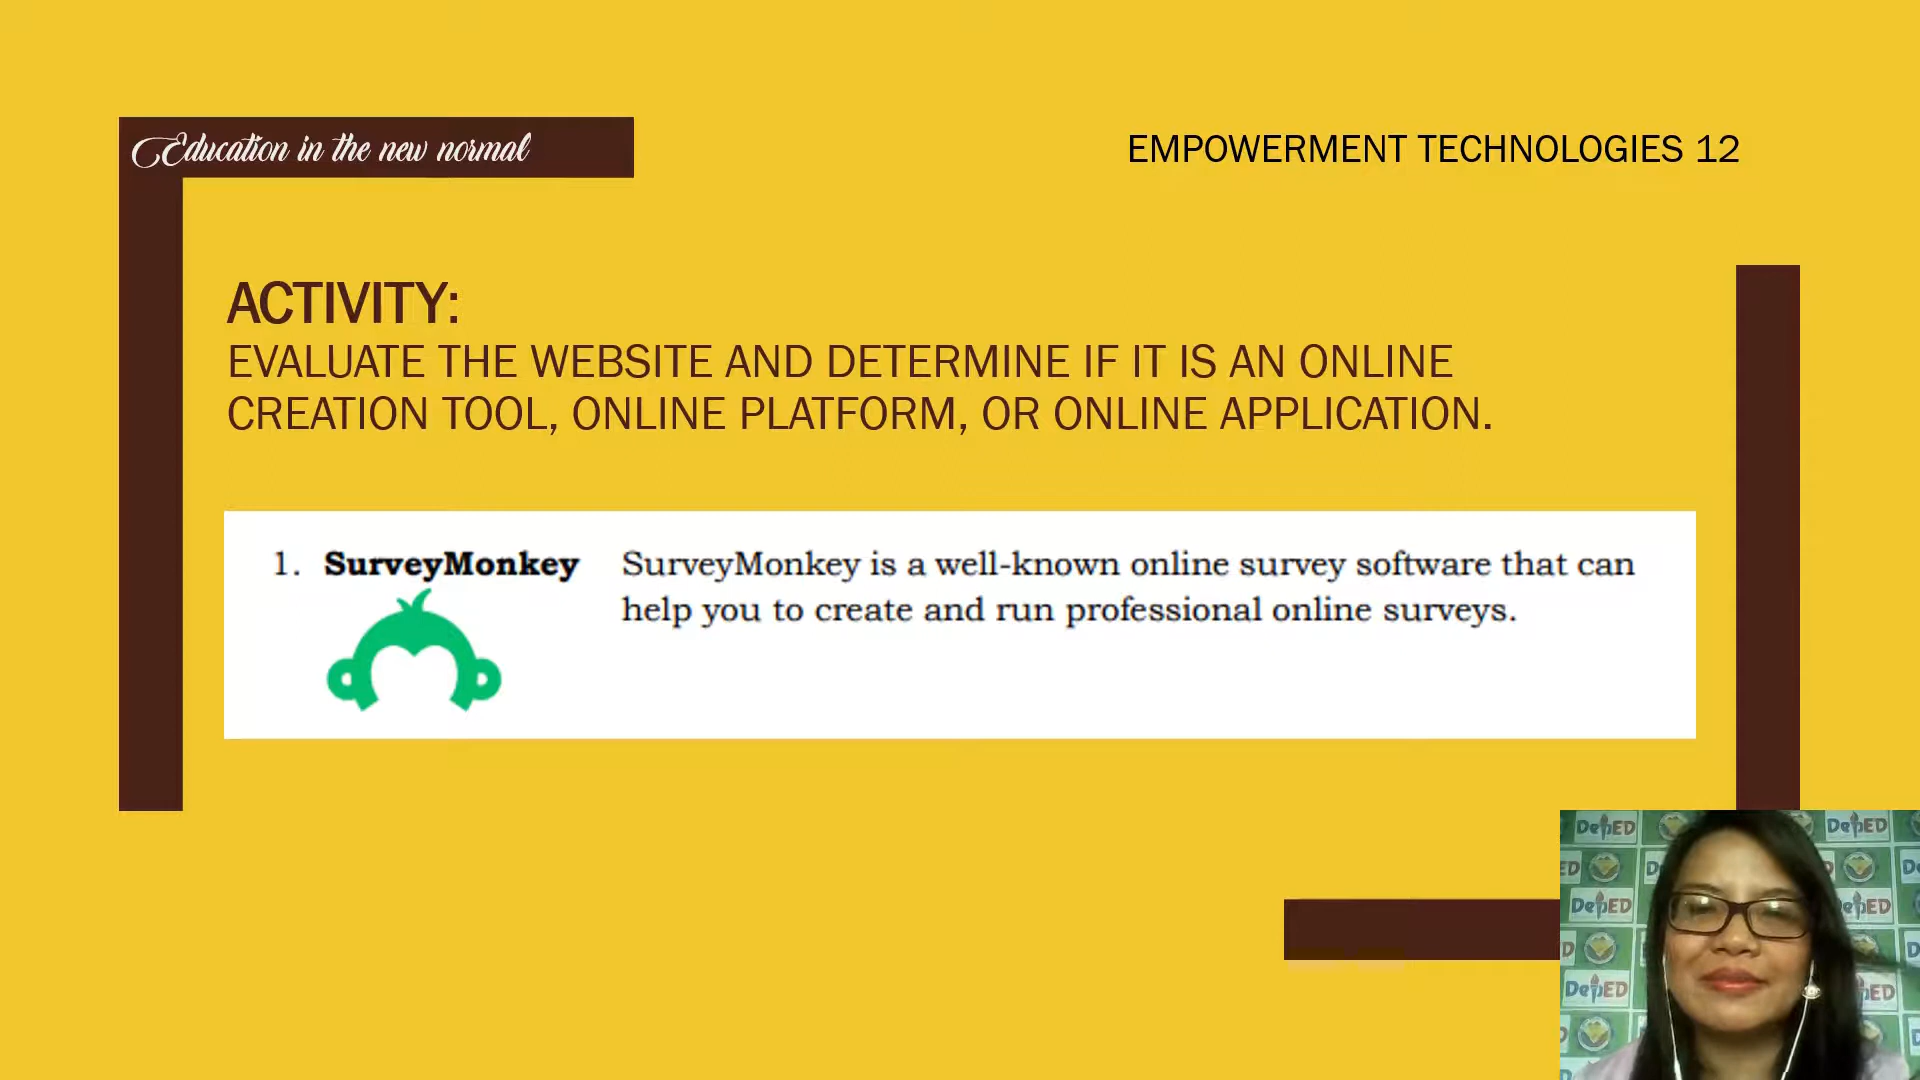 Education in the new normal
EMPOWERMENT TECHNOLOGIES 12
ACTIVITY:
EVALUATE THE WEBSITE AND DETERMINE IF IT IS AN ONLINE
CREATION TOOL, ONLINE PLATFORM, OR ONLINE APPLICATION.
1. SurveyMonkey
SurveyMonkey is a well-known online survey software that can
help you to create and run professional online surveys.
DepED
DepED
DepED
DepED